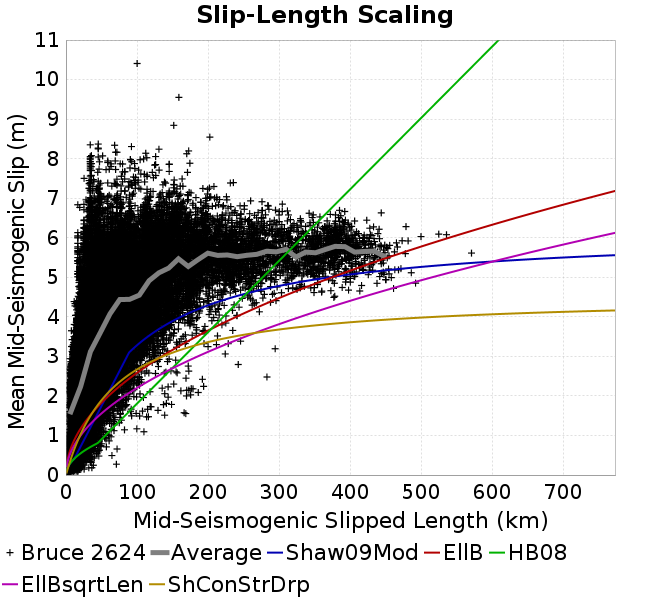 Slip-Length Scaling
Mean Mid-Seismogenic Slip (m)
11
10
9
8
7
6
5
4
3
2
1
0
0 100 200 300 400 500 600 700
Mid-Seismogenic Slipped Length (km)
Bruce 2624 Average Shaw09Mod EllB HB08
EllBsqrtLen ShConStrDrp